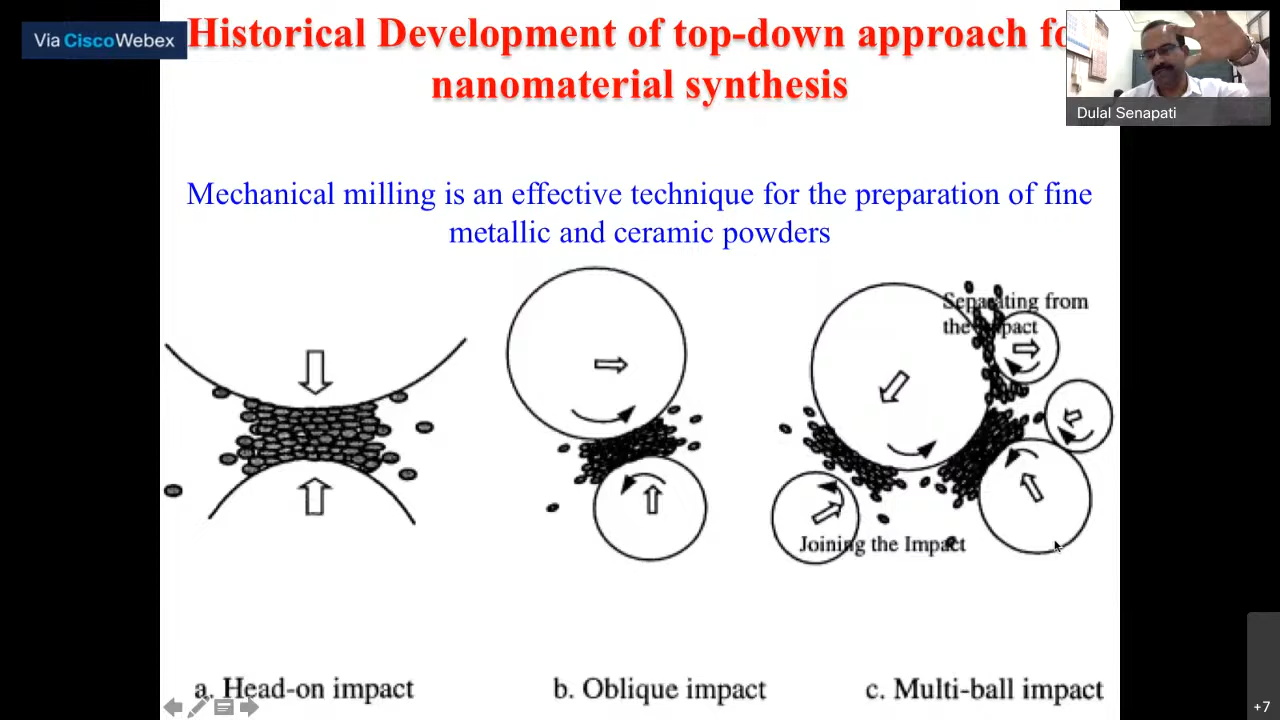 Via Cisco Webex
Historical Development of top-down approach fo
nanomaterial synthesis
Dulal Senapati
Mechanical milling is an effective technique for the preparation of fine
metallic and ceramic powders
Separating from
the Impact
Joining the Impact
a. Head-on impact
b. Oblique impact
c. Multi-ball impact
+7